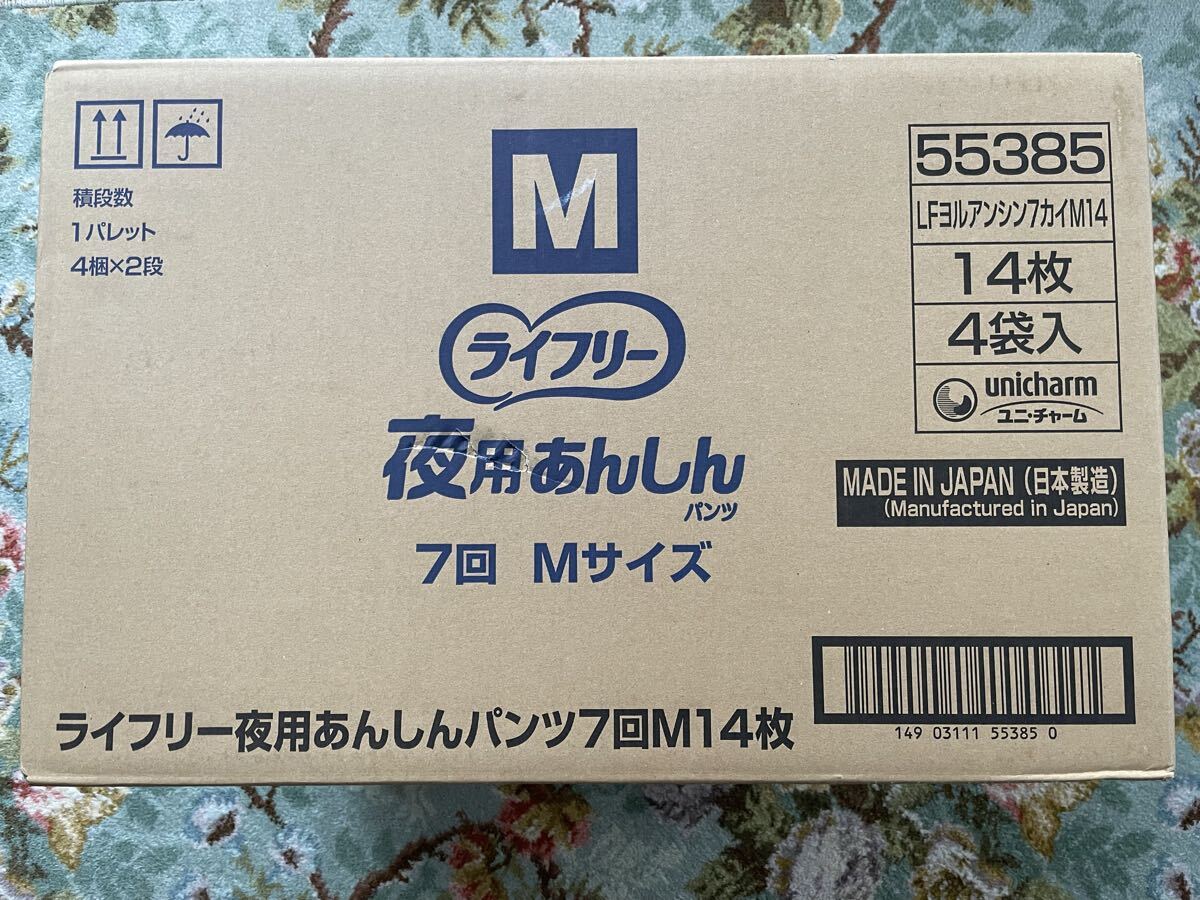 積段数
1パレット
4梱×2段
M
ライフリー
夜用あんしん
パンツ
7回 Mサイズ
55385
LFヨルアンシン7カイM14
14枚
4袋入
unicharm
ユニ・チャーム
MADE IN JAPAN（日本製造）
(Manufactured in Japan)
ライフリー夜用あんしんパンツ7回M14枚
149 03111 55385 0